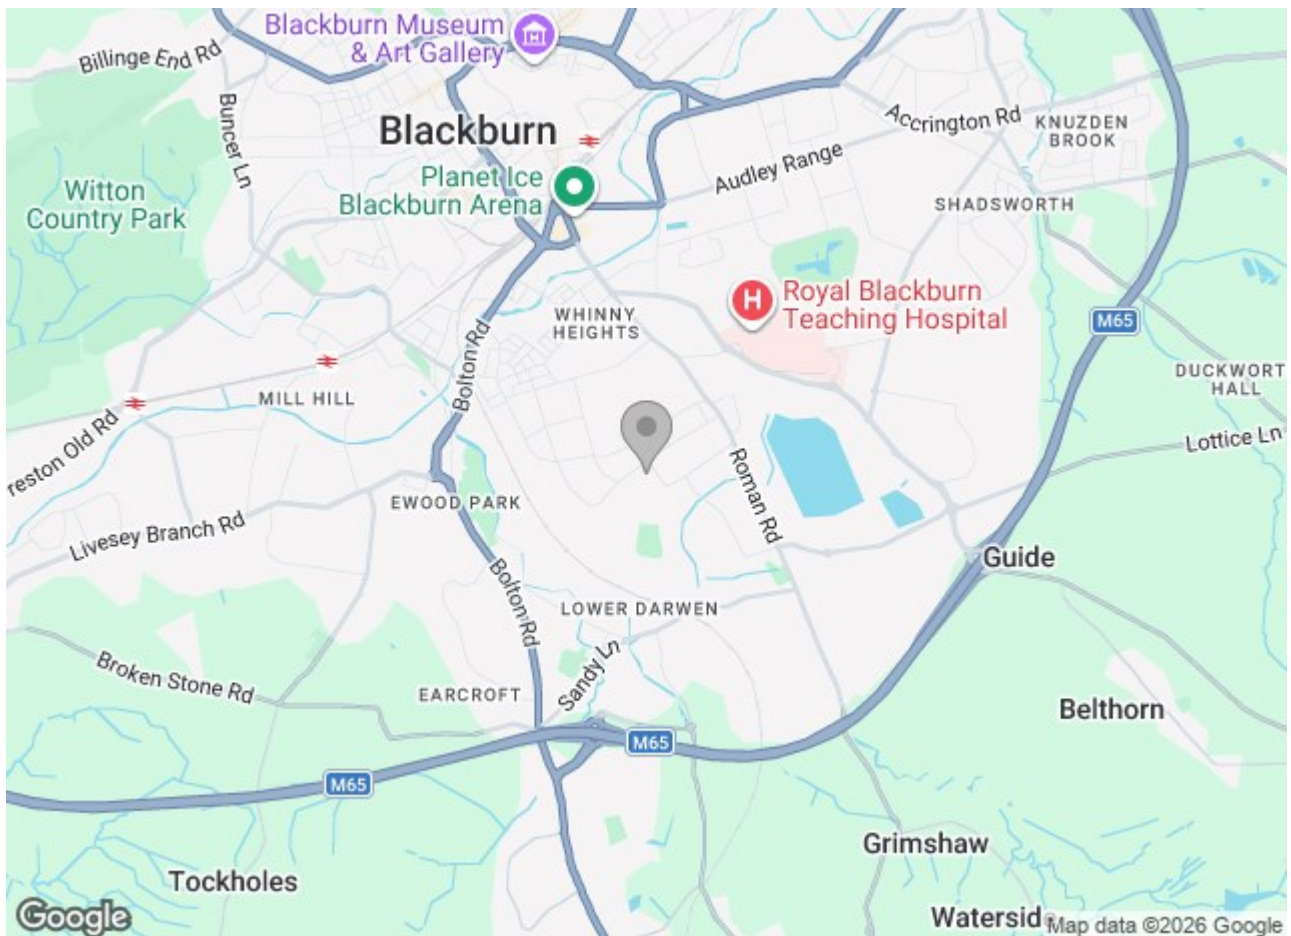 Blackburn Museum
& Art Gallery
Billinge End Rd
Buncer Ln
Accrington Rd
KNUZDEN
BROOK
Blackburn
Audley Range
Planet Ice
Blackburn Arena
Witton
Country Park
SHADSWORTH
H
Royal Blackburn
Teaching Hospital
WHINNY
HEIGHTS
M65
Bolton Rd
DUCKWORT
HALL
MILL HILL
reston Old Rd
Lottice Ln
Roman Rd
EWOOD PARK
Livesey Branch Rd
Guide
Bolton Rd
LOWER DARWEN
Broken Stone Rd
Sandy Ln
EARCROFT
Belthorn
M65
M65
Grimshaw
Tockholes
Google
Watersid
Map data ©2026 Google